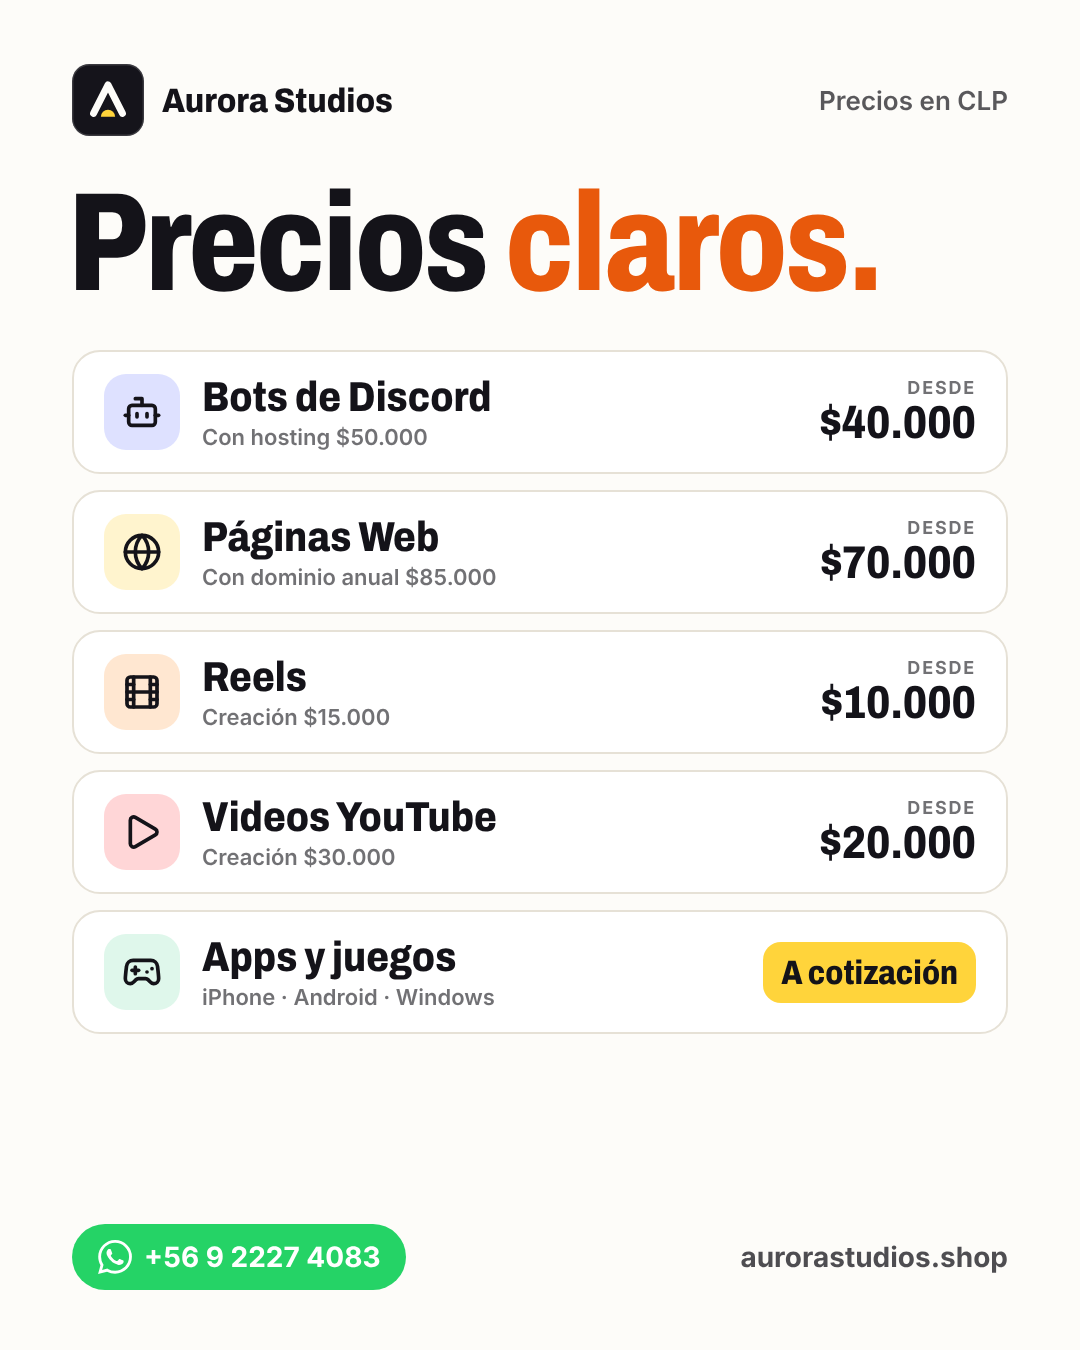 Aurora Studios
Precios en CLP
Precios claros.
Bots de Discord
Con hosting $50.000
DESDE
$40.000
Páginas Web
Con dominio anual $85.000
DESDE
$70.000
Reels
Creación $15.000
DESDE
$10.000
Videos YouTube
Creación $30.000
DESDE
$20.000
Apps y juegos
iPhone · Android · Windows
A cotización
+56 9 2227 4083
aurorastudios.shop